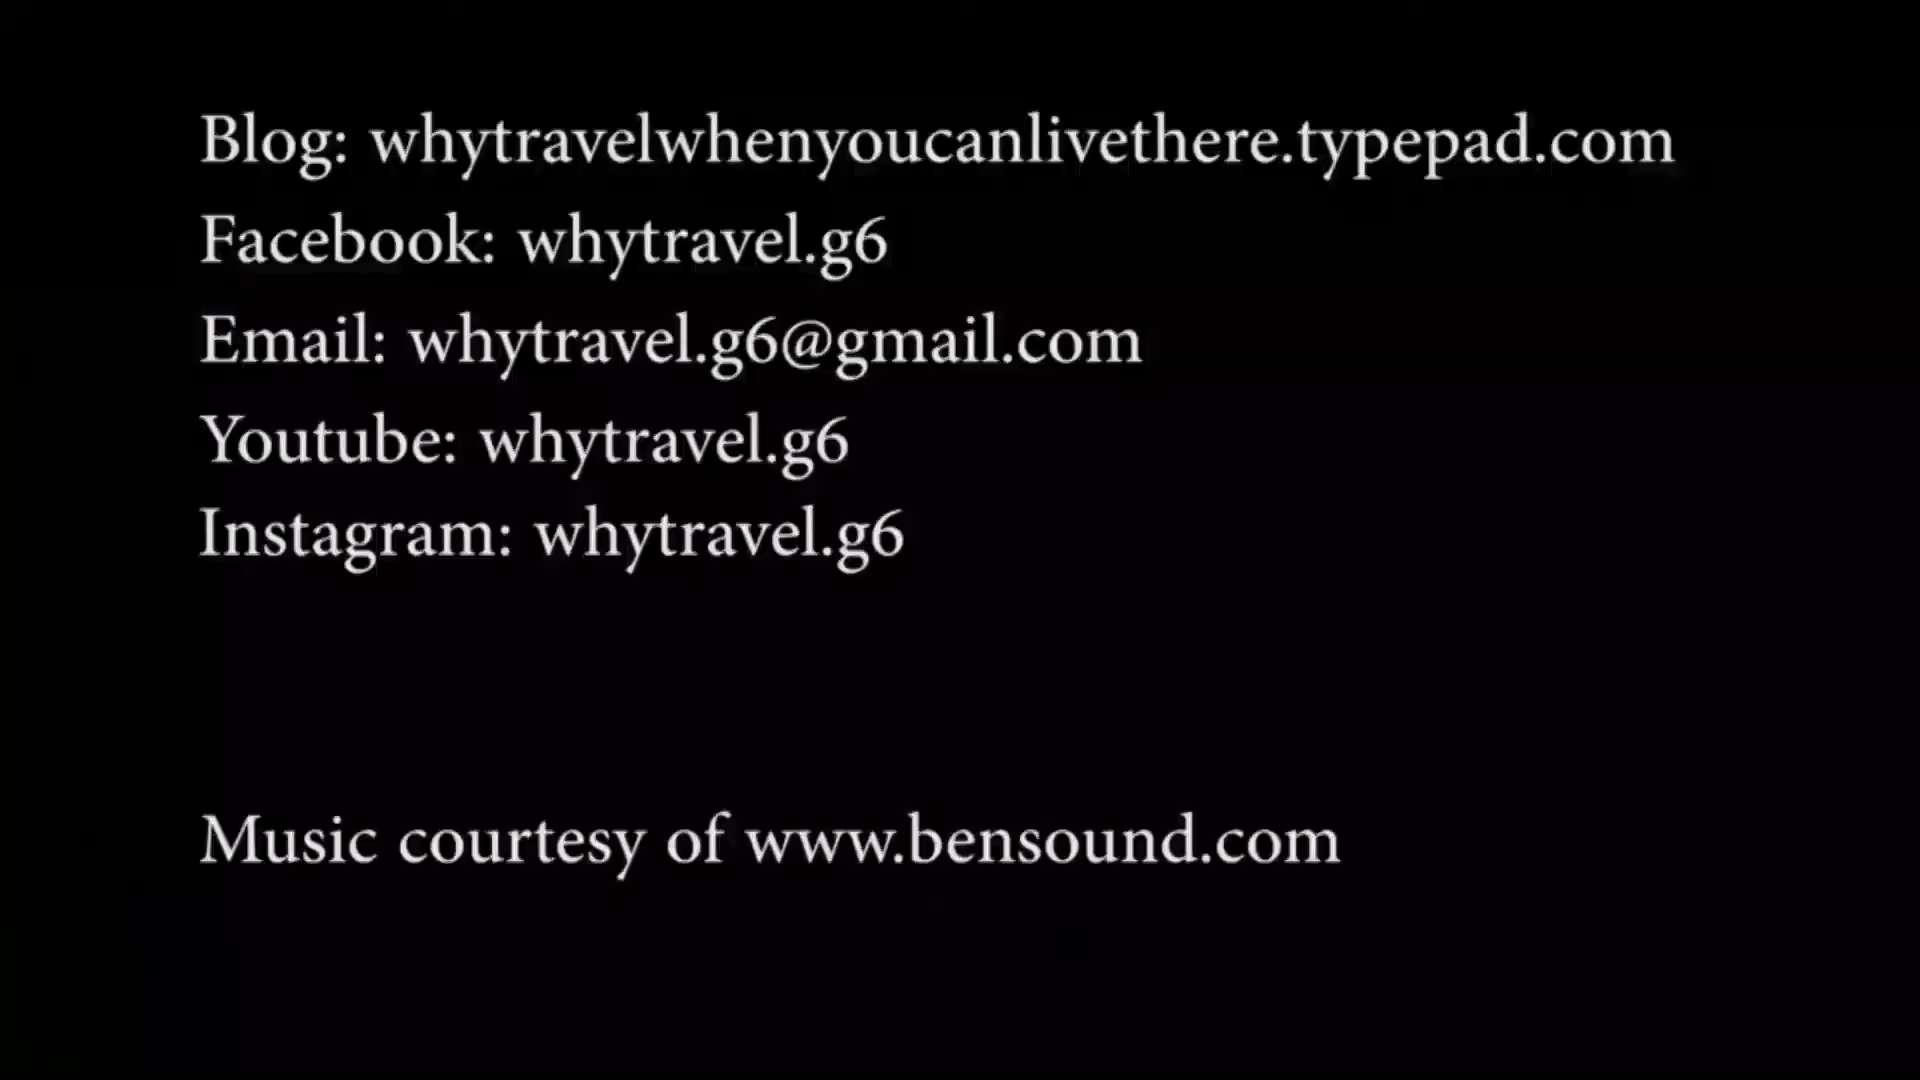 Blog: whytravelwhenyoucanlivethere.typepad.com
Facebook: whytravel.g6
Email: whytravel.g6@gmail.com
Youtube: whytravel.g6
Instagram: whytravel.g6
Music courtesy of www.bensound.com